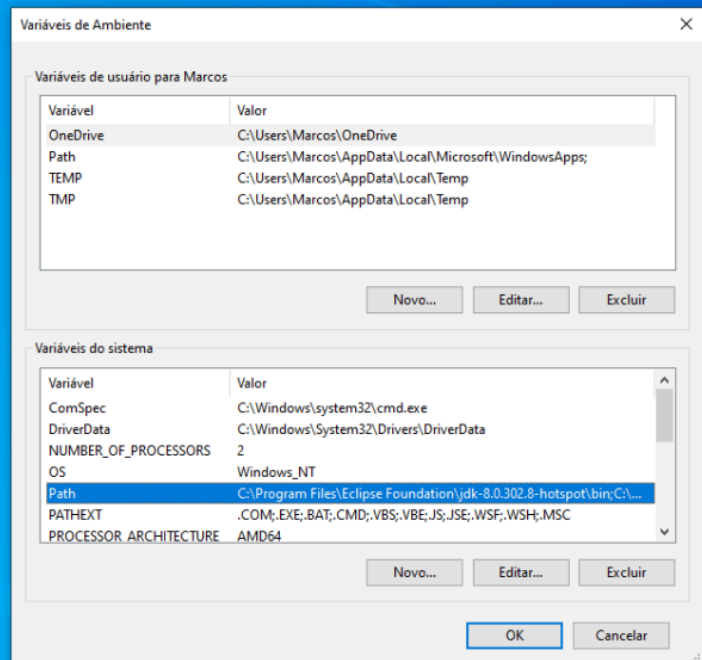 Variáveis de Ambiente
Variáveis de usuário para Marcos
Variável Valor
OneDrive C:\Users\Marcos\OneDrive
Path C:\Users\Marcos\AppData\Local\Microsoft\WindowsApps;
TEMP C:\Users\Marcos\AppData\Local\Temp
TMP C:\Users\Marcos\AppData\Local\Temp
Novo... Editar... Excluir
Variáveis do sistema
Variável Valor
ComSpec C:\Windows\system32\cmd.exe
DriverData C:\Windows\System32\Drivers\DriverData
NUMBER_OF_PROCESSORS 2
OS Windows_NT
Path C:\Program Files\Eclipse Foundation\jdk-8.0.302.8-hotspot\bin;C:\...
PATHEXT .COM;.EXE;.BAT;.CMD;.VBS;.VBE;.JS;.JSE;.WSF;.WSH;.MSC
PROCESSOR_ARCHITECTURE AMD64
Novo... Editar... Excluir
OK Cancelar